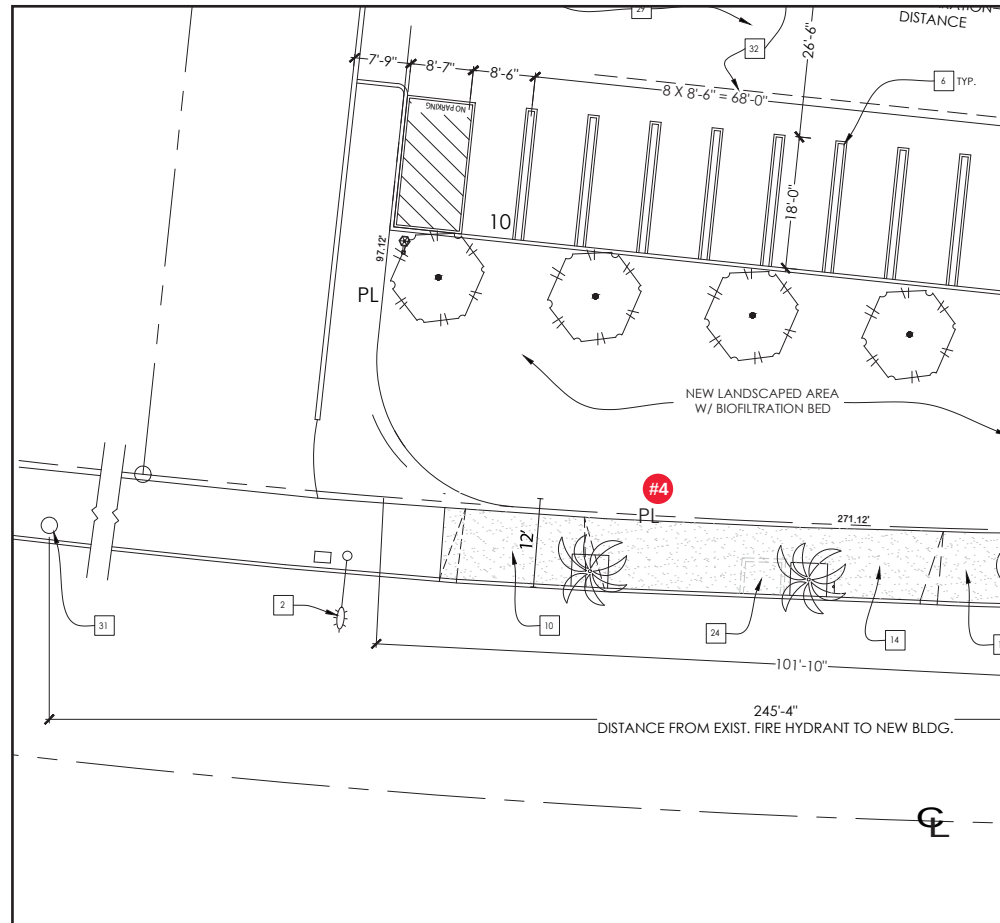 29
DISTANCE
32
26'-6"
7'-9"
8'-7"
8'-6"
8 X 8'-6" = 68'-0"
6 TYP.
NO PARKING
18'-0"
10
97.12'
PL
NEW LANDSCAPED AREA
W/ BIOFILTRATION BED
#4
PL
271.12'
12'
31
2
10
24
14
101'-10"
245'-4"
DISTANCE FROM EXIST. FIRE HYDRANT TO NEW BLDG.
CL